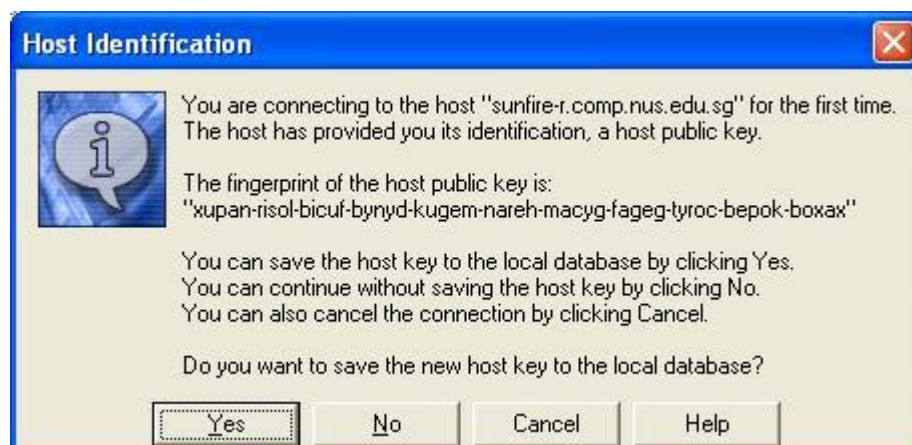 Host Identification
You are connecting to the host "sunfire-r.comp.nus.edu.sg" for the first time.
The host has provided you its identification, a host public key.
The fingerprint of the host public key is:
"xupan-risol-bicuf-bynyd-kugem-nareh-macyg-fageg-tyroc-bepok-boxax"
You can save the host key to the local database by clicking Yes.
You can continue without saving the host key by clicking No.
You can also cancel the connection by clicking Cancel.
Do you want to save the new host key to the local database?
Yes No Cancel Help